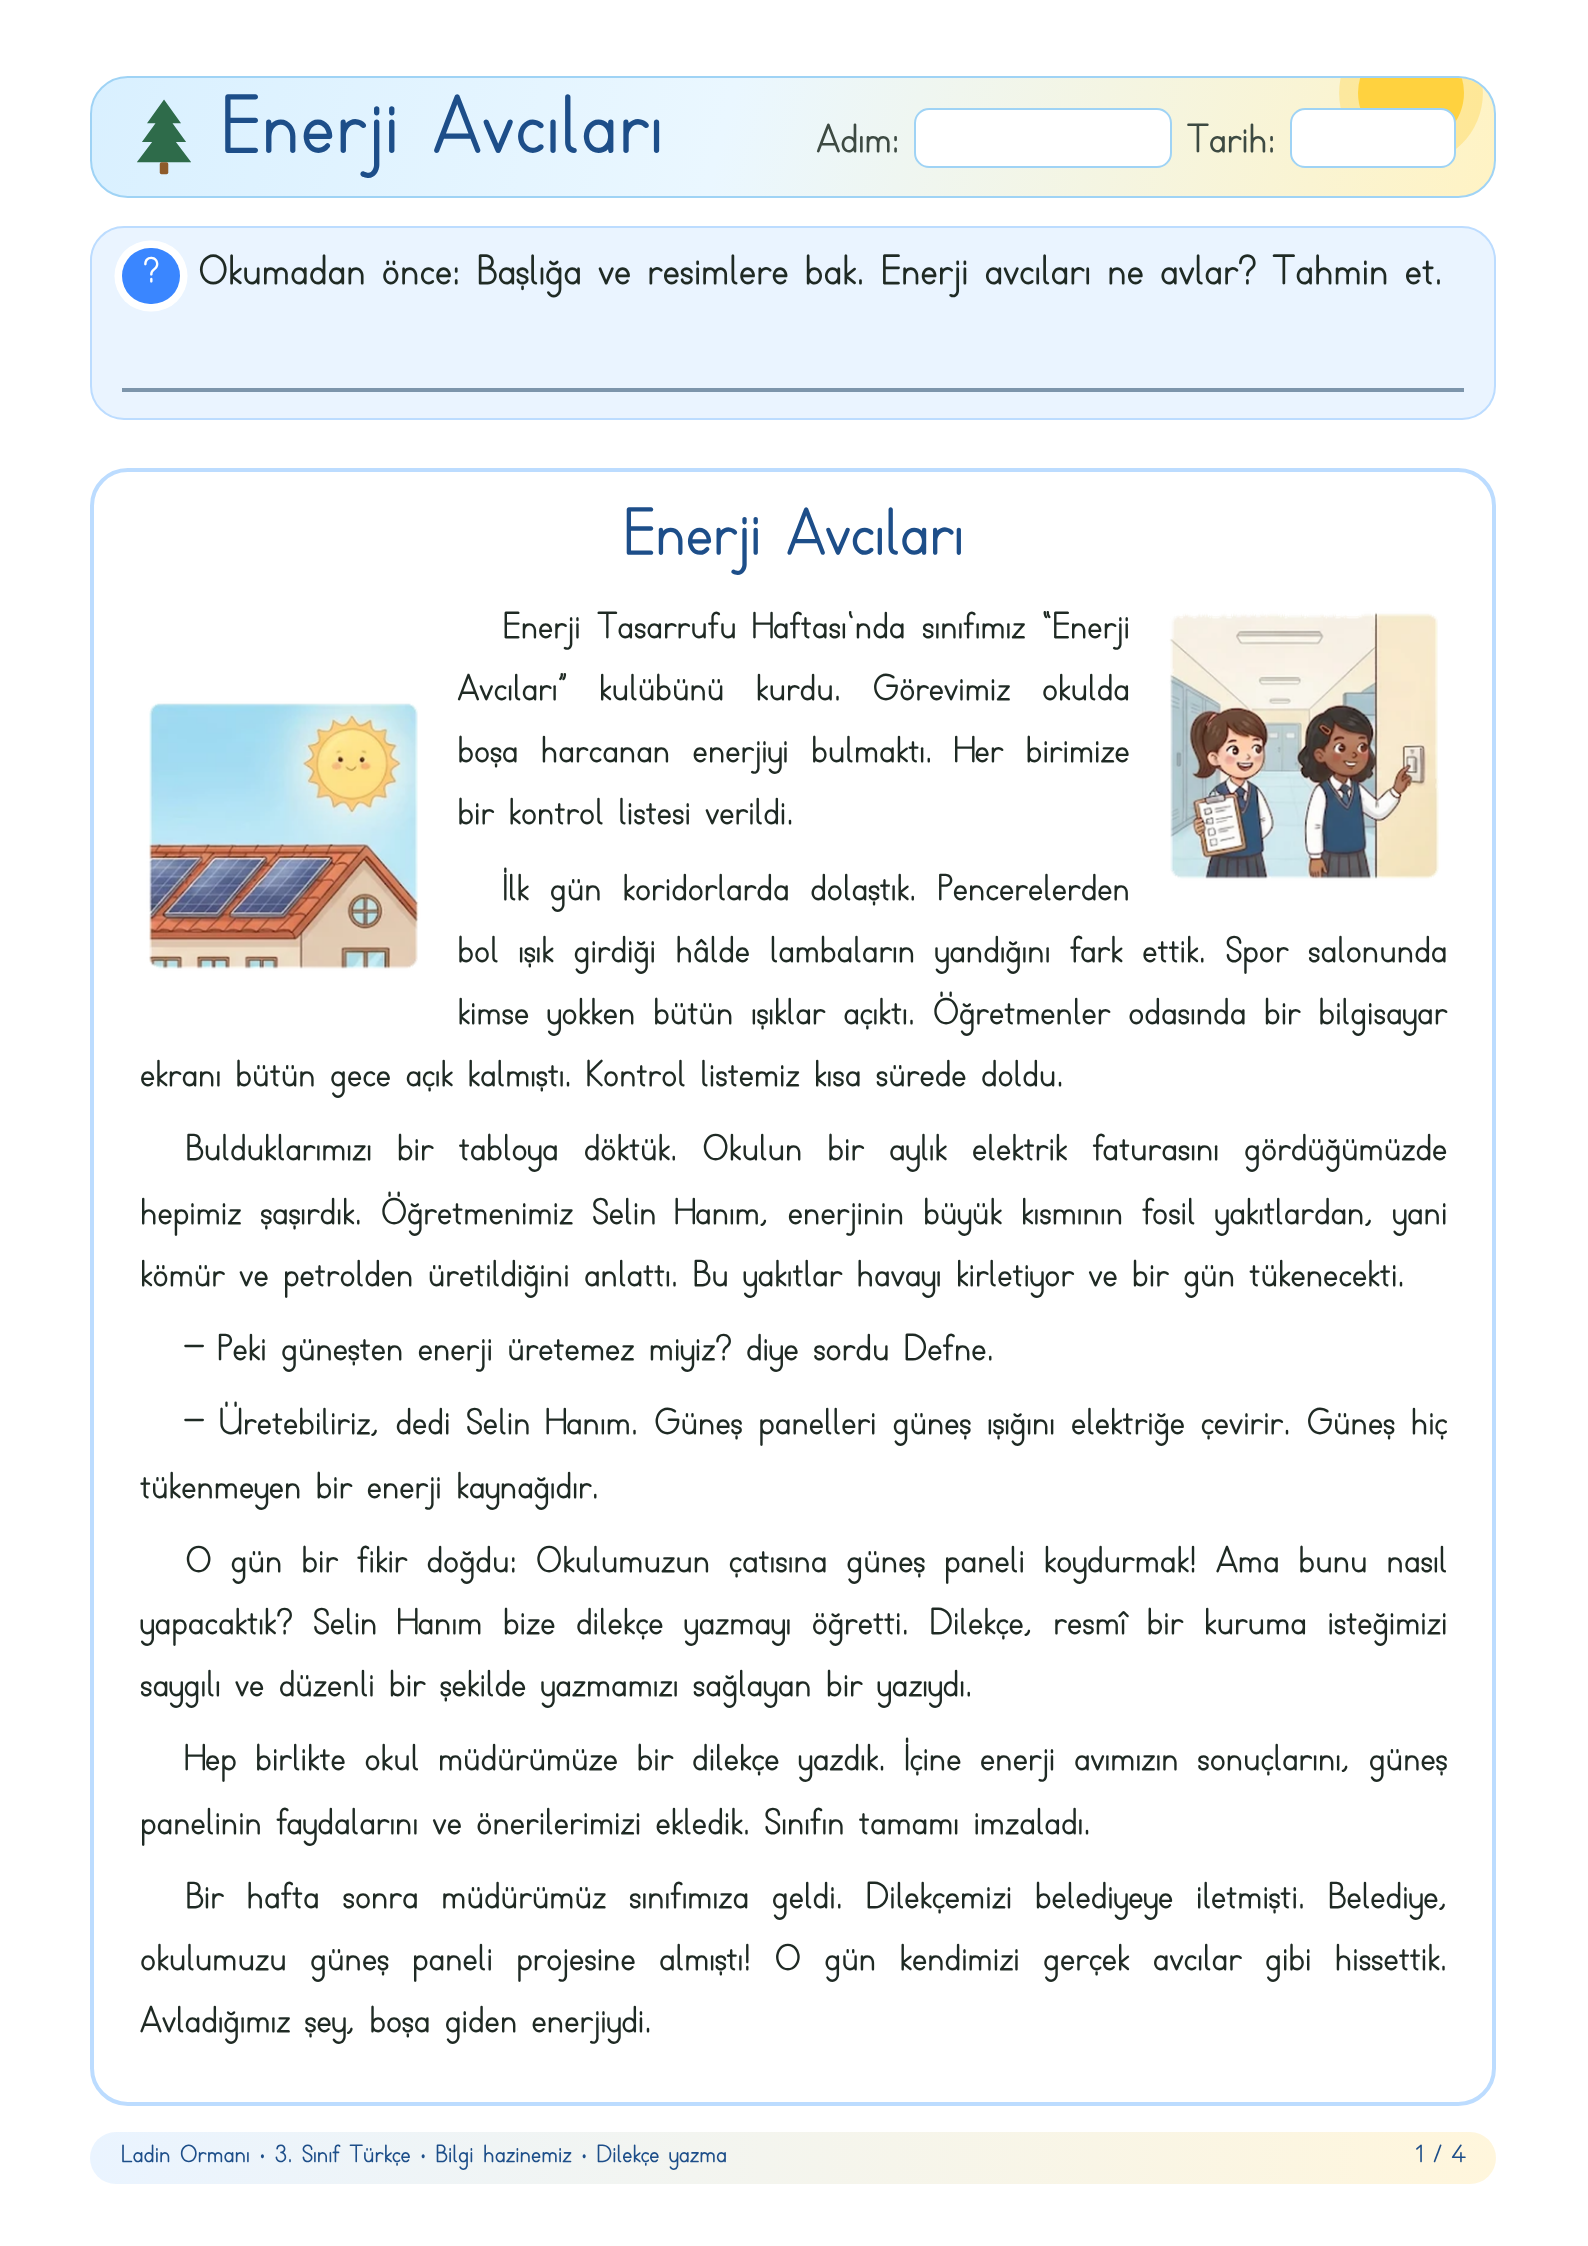 Enerji Avcıları
Adım:
Tarih:
?
Okumadan önce: Başlığa ve resimlere bak. Enerji avcıları ne avlar? Tahmin et.
Enerji Avcıları
Enerji Tasarrufu Haftası‘nda sınıfımız “Enerji
Avcıları” kulübünü kurdu. Görevimiz okulda
boşa harcanan enerjiyi bulmaktı. Her birimize
bir kontrol listesi verildi.
İlk gün koridorlarda dolaştık. Pencerelerden
bol ışık girdiği hâlde lambaların yandığını fark ettik. Spor salonunda
kimse yokken bütün ışıklar açıktı. Öğretmenler odasında bir bilgisayar
ekranı bütün gece açık kalmıştı. Kontrol listemiz kısa sürede doldu.
Bulduklarımızı bir tabloya döktük. Okulun bir aylık elektrik faturasını gördüğümüzde
hepimiz şaşırdık. Öğretmenimiz Selin Hanım, enerjinin büyük kısmının fosil yakıtlardan, yani
kömür ve petrolden üretildiğini anlattı. Bu yakıtlar havayı kirletiyor ve bir gün tükenecekti.
– Peki güneşten enerji üretemez miyiz? diye sordu Defne.
– Üretebiliriz, dedi Selin Hanım. Güneş panelleri güneş ışığını elektriğe çevirir. Güneş hiç
tükenmeyen bir enerji kaynağıdır.
O gün bir fikir doğdu: Okulumuzun çatısına güneş paneli koydurmak! Ama bunu nasıl
yapacaktık? Selin Hanım bize dilekçe yazmayı öğretti. Dilekçe, resmî bir kuruma isteğimizi
saygılı ve düzenli bir şekilde yazmamızı sağlayan bir yazıydı.
Hep birlikte okul müdürümüze bir dilekçe yazdık. İçine enerji avımızın sonuçlarını, güneş
panelinin faydalarını ve önerilerimizi ekledik. Sınıfın tamamı imzaladı.
Bir hafta sonra müdürümüz sınıfımıza geldi. Dilekçemizi belediyeye iletmişti. Belediye,
okulumuzu güneş paneli projesine almıştı! O gün kendimizi gerçek avcılar gibi hissettik.
Avladığımız şey, boşa giden enerjiydi.
Ladin Ormanı • 3. Sınıf Türkçe • Bilgi hazinemiz • Dilekçe yazma
1 / 4